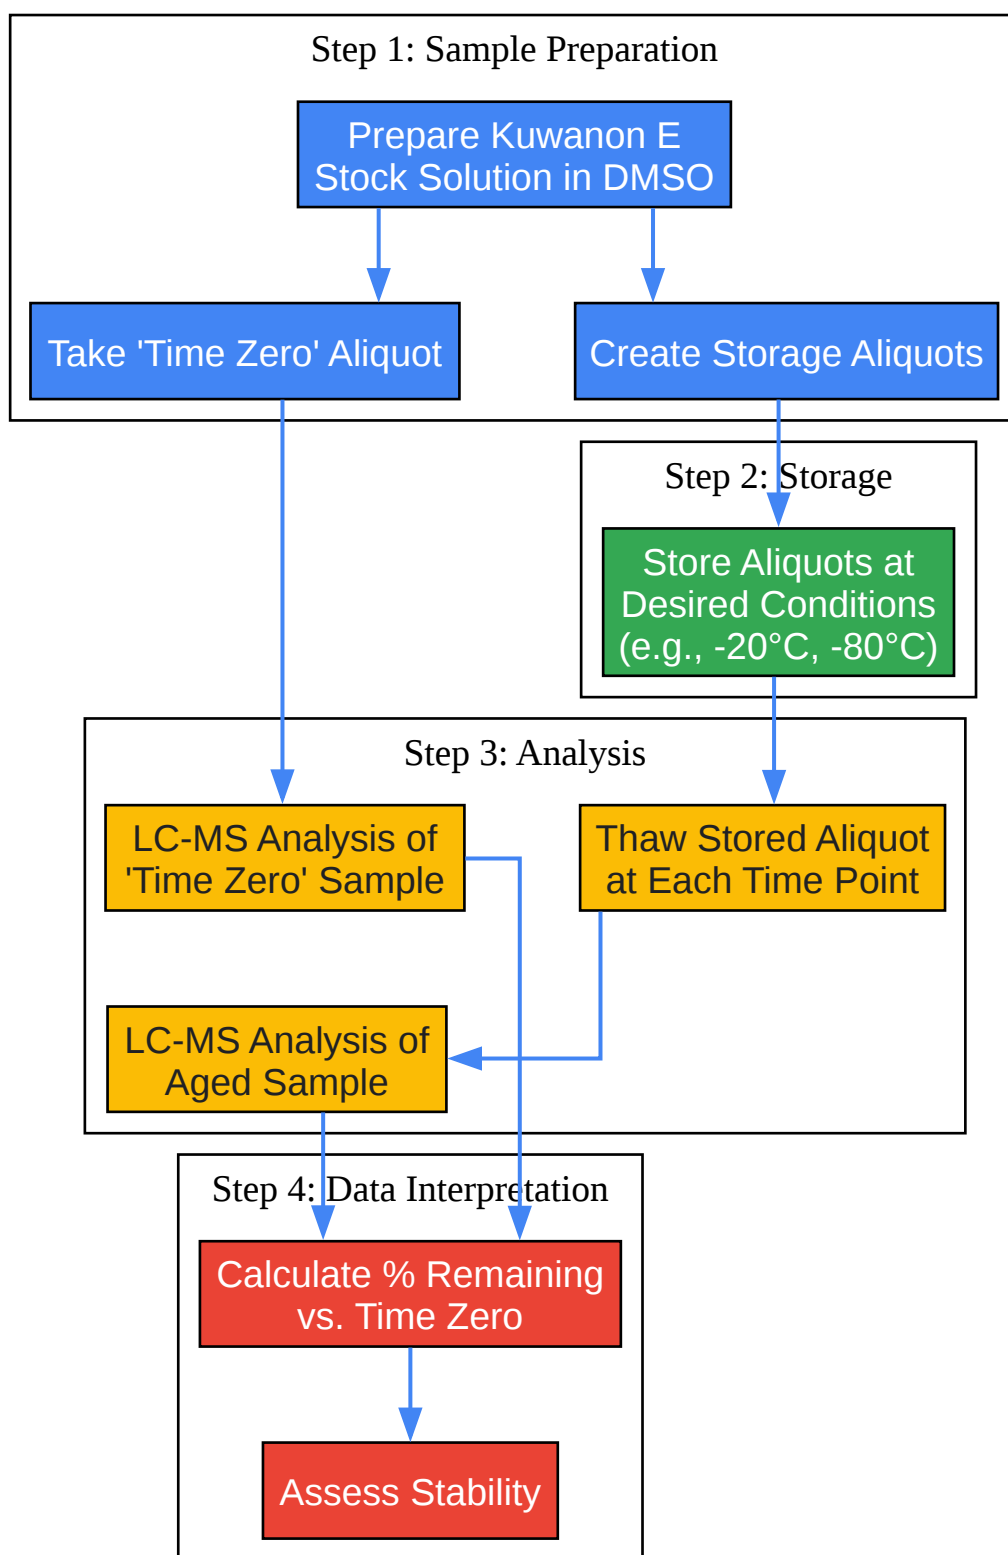 Step 1: Sample Preparation
Prepare Kuwanon E
Stock Solution in DMSO
Take 'Time Zero' Aliquot
Create Storage Aliquots
Step 2: Storage
Store Aliquots at
Desired Conditions
(e.g., -20°C, -80°C)
Step 3: Analysis
LC-MS Analysis of
'Time Zero' Sample
Thaw Stored Aliquot
at Each Time Point
LC-MS Analysis of
Aged Sample
Step 4: Data Interpretation
Calculate % Remaining
vs. Time Zero
Assess Stability